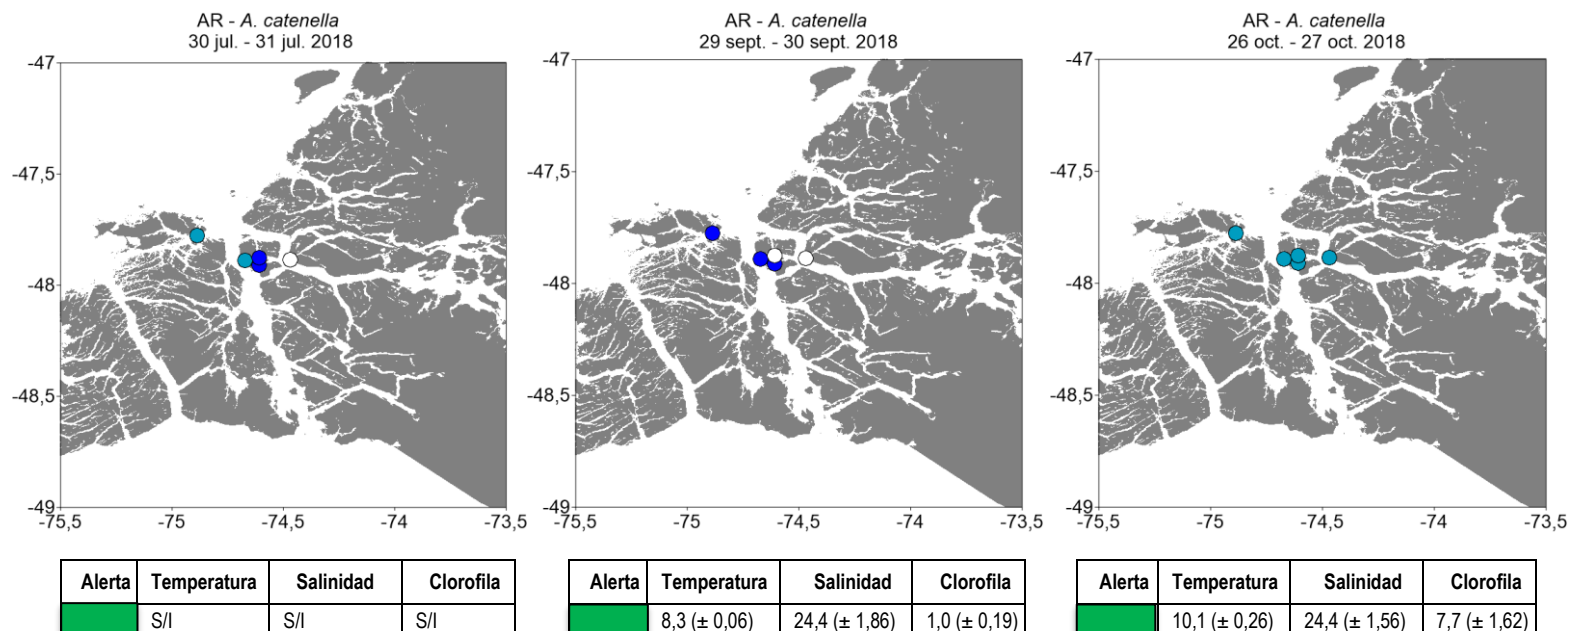 AR - A. catenella
30 jul. - 31 jul. 2018
-47
-47,5
-48
-48,5
-49
-75,5 -75 -74,5 -74 -73,5
AR - A. catenella
29 sept. - 30 sept. 2018
-47
-47,5
-48
-48,5
-49
-75,5 -75 -74,5 -74 -73,5
AR - A. catenella
26 oct. - 27 oct. 2018
-47
-47,5
-48
-48,5
-49
-75,5 -75 -74,5 -74 -73,5
Alerta Temperatura Salinidad Clorofila
S/I S/I S/I
Alerta Temperatura Salinidad Clorofila
8,3 (± 0,06) 24,4 (± 1,86) 1,0 (± 0,19)
Alerta Temperatura Salinidad Clorofila
10,1 (± 0,26) 24,4 (± 1,56) 7,7 (± 1,62)